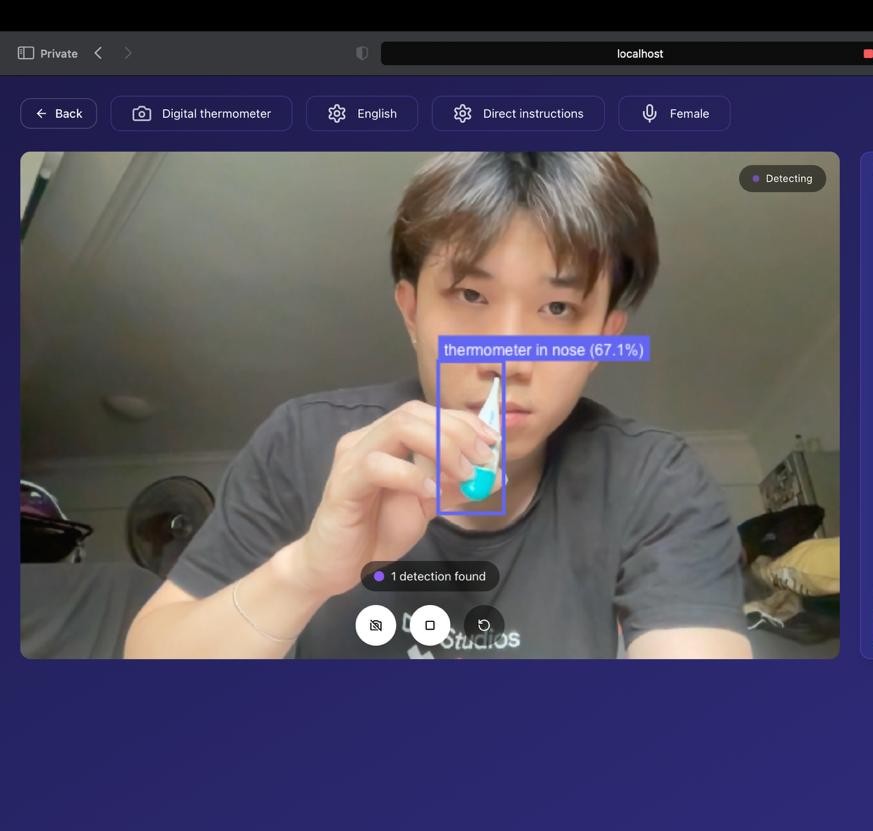 Private
localhost
Back
Digital thermometer
English
Direct instructions
Female
Detecting
thermometer in nose (67.1%)
1 detection found
Studios